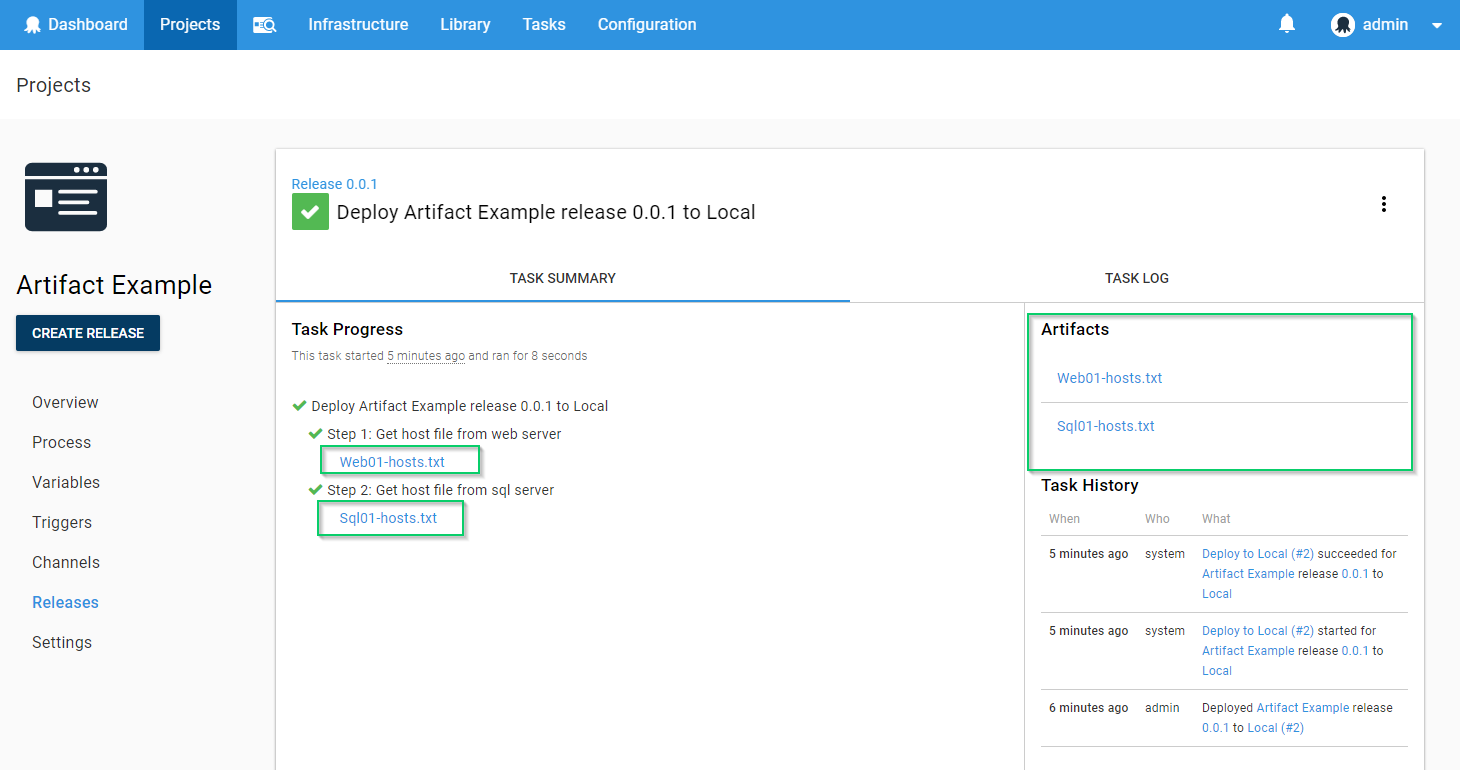 Dashboard
Projects
Infrastructure
Library
Tasks
Configuration
admin
Projects
Artifact Example
CREATE RELEASE
Overview
Process
Variables
Triggers
Channels
Releases
Settings
Release 0.0.1
Deploy Artifact Example release 0.0.1 to Local
TASK SUMMARY
TASK LOG
Task Progress
This task started 5 minutes ago and ran for 8 seconds
Deploy Artifact Example release 0.0.1 to Local
Step 1: Get host file from web server
Web01-hosts.txt
Step 2: Get host file from sql server
Sql01-hosts.txt
Artifacts
Web01-hosts.txt
Sql01-hosts.txt
Task History
When Who What
5 minutes ago system Deploy to Local (#2) succeeded for
Artifact Example release 0.0.1 to
Local
5 minutes ago system Deploy to Local (#2) started for
Artifact Example release 0.0.1 to
Local
6 minutes ago admin Deployed Artifact Example release
0.0.1 to Local (#2)